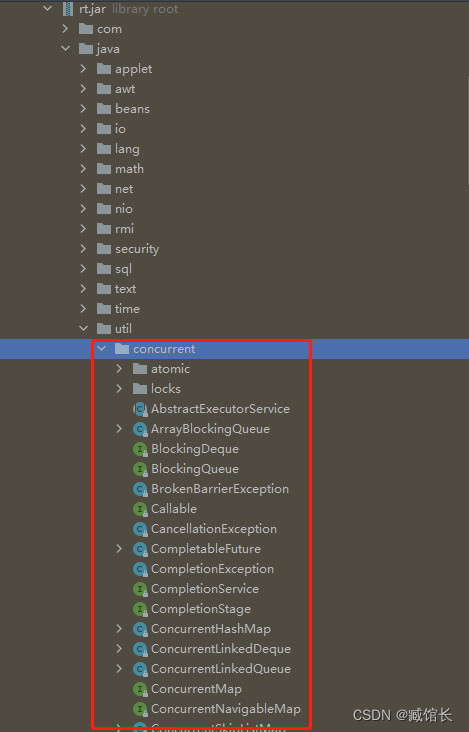 rt.jar library root
com
java
applet
awt
beans
io
lang
math
net
nio
rmi
security
sql
text
time
util
concurrent
atomic
locks
AbstractExecutorService
ArrayBlockingQueue
BlockingDeque
BlockingQueue
BrokenBarrierException
Callable
CancellationException
CompletableFuture
CompletionException
CompletionService
CompletionStage
ConcurrentHashMap
ConcurrentLinkedDeque
ConcurrentLinkedQueue
ConcurrentMap
ConcurrentNavigableMap
CSDN @臧馆长